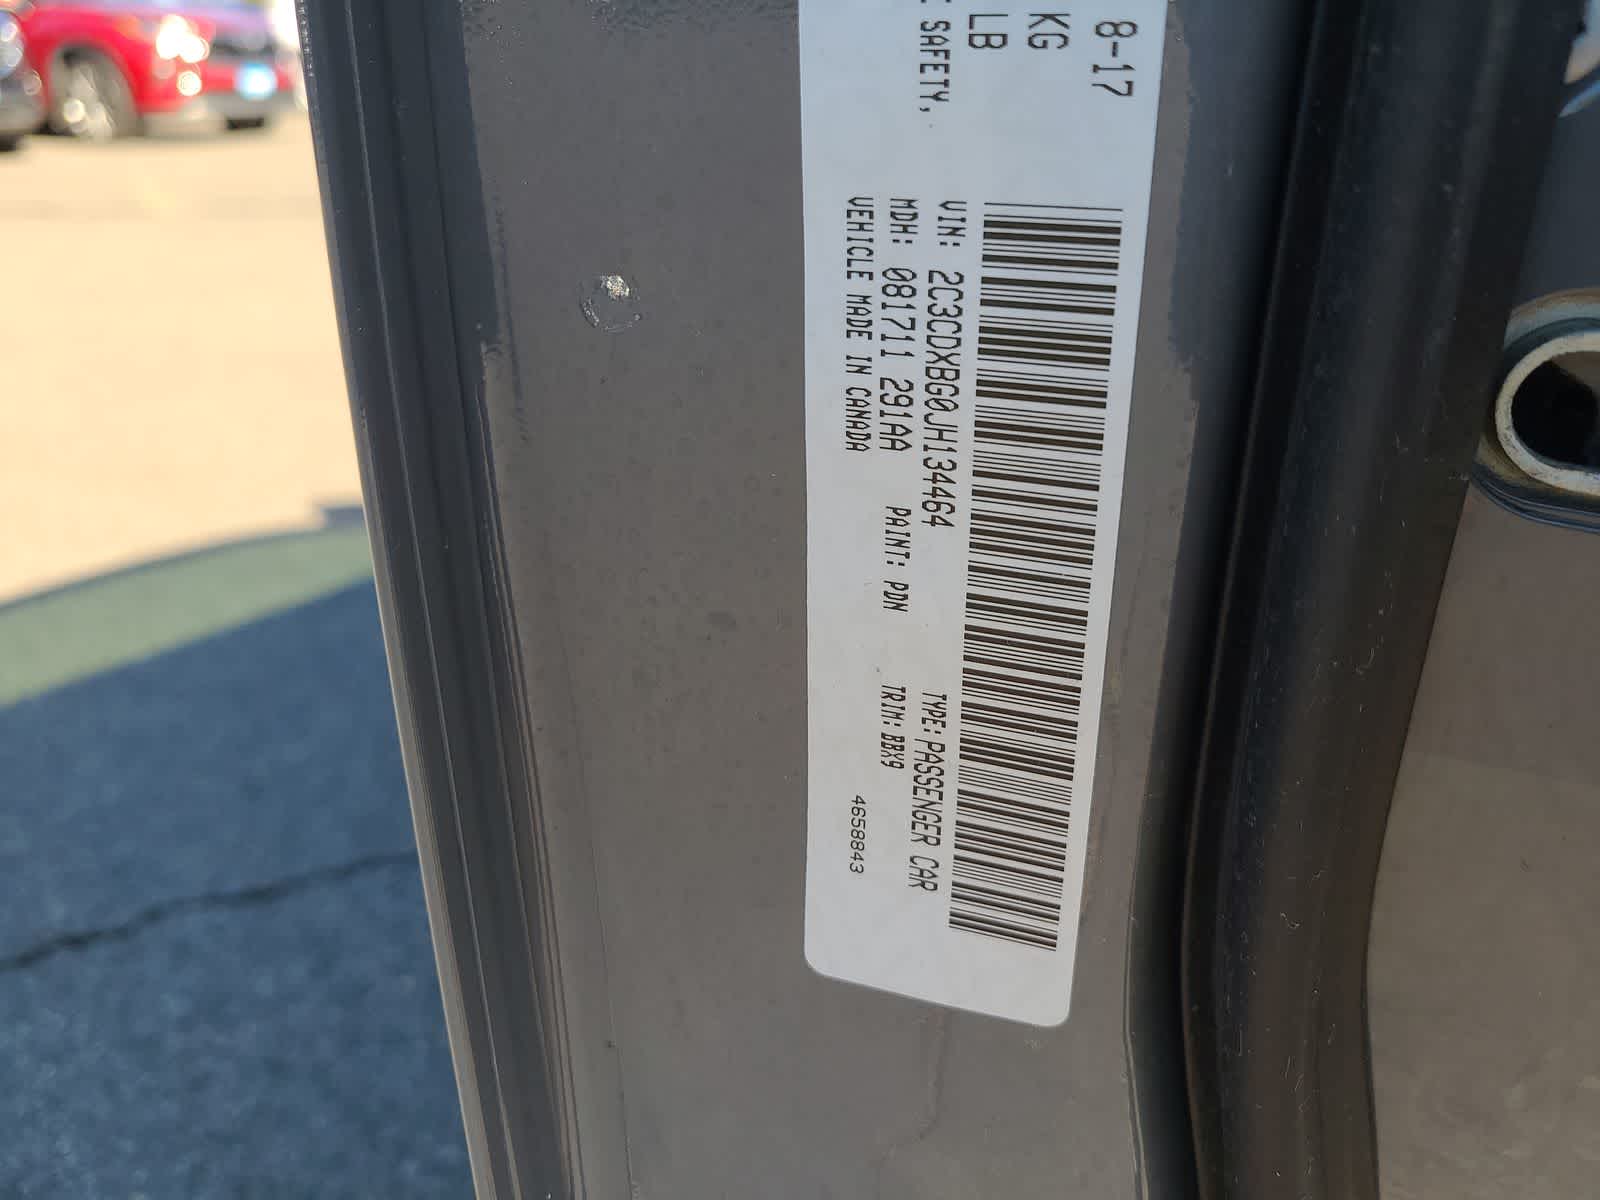 8-17
KG
LB
SAFETY,
VIN: 2C3CDXBG0JH134464
TYPE: PASSENGER CAR
MDH: 081711 291AA
PAINT: PDN
TRIM: BBX9
VEHICLE MADE IN CANADA
4658843